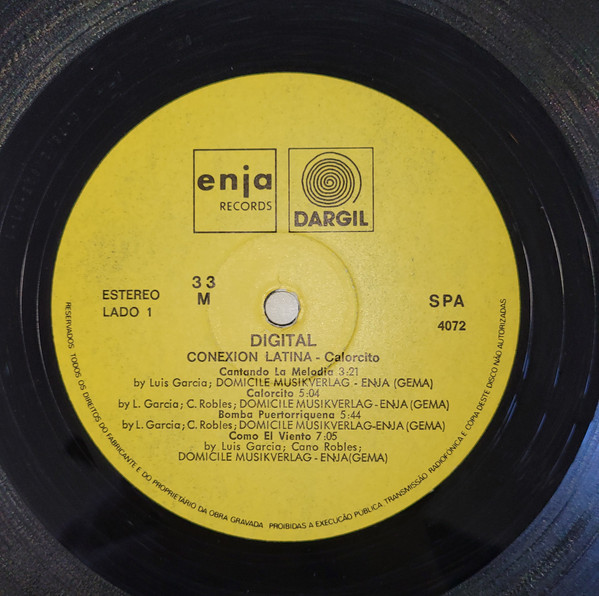 enja
RECORDS
DARGIL
ESTEREO
LADO 1
33
M
SPA
4072
DIGITAL
CONEXION LATINA - Calorcito
Cantando La Melodia 3:21
by Luis Garcia; DOMICILE MUSIKVERLAG - ENJA (GEMA)
Calorcito 5:04
by L. Garcia; C. Robles; DOMICILE MUSIKVERLAG-ENJA (GEMA)
Bomba Puertorriquena 5:44
by L. Garcia; C. Robles; DOMICILE MUSIKVERLAG-ENJA (GEMA)
Como El Viento 7:05
by Luis Garcia; Cano Robles;
DOMICILE MUSIKVERLAG - ENJA(GEMA)
RESERVADOS TODOS OS DIREITOS DO FABRICANTE E DO PROPRIETÁRIO DA OBRA GRAVADA PROIBIDAS A EXECUÇÃO PÚBLICA TRANSMISSÃO RADIOFÓNICA E CÓPIA DESTE DISCO NÃO AUTORIZADAS